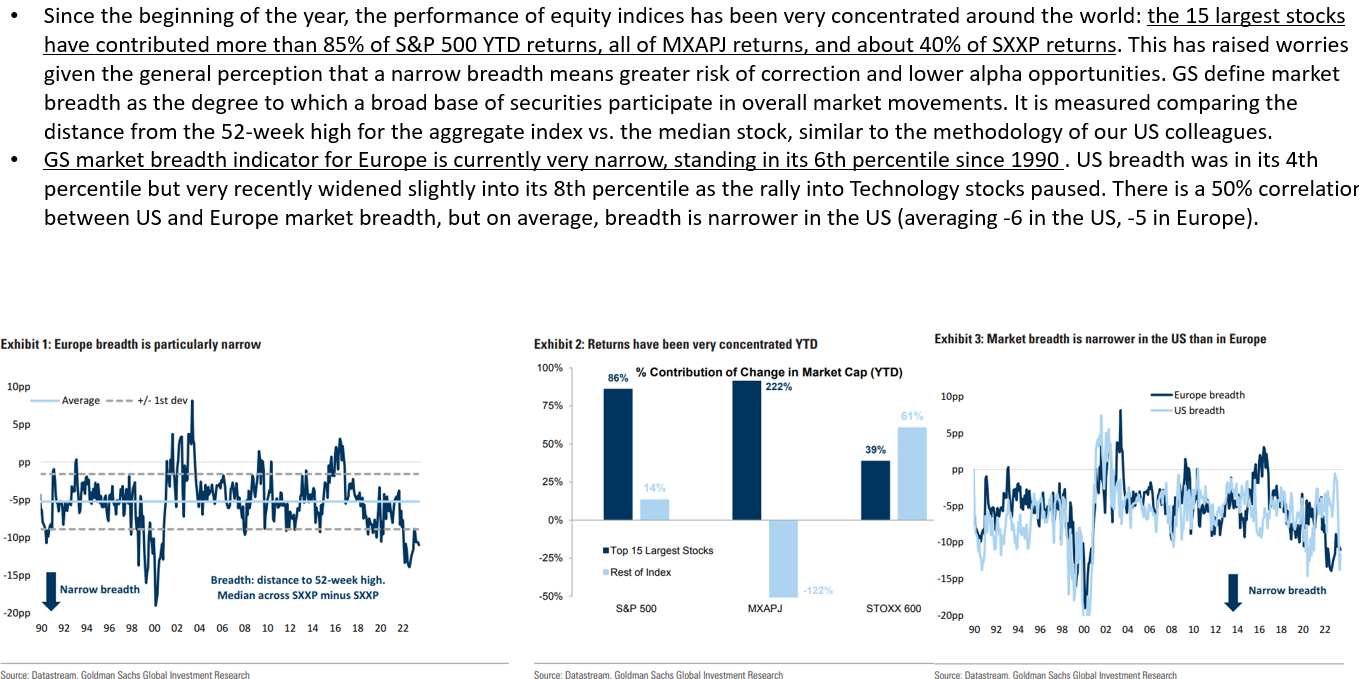 • Since the beginning of the year, the performance of equity indices has been very concentrated around the world: the 15 largest stocks
have contributed more than 85% of S&P 500 YTD returns, all of MXAPJ returns, and about 40% of SXXP returns. This has raised worries
given the general perception that a narrow breadth means greater risk of correction and lower alpha opportunities. GS define market
breadth as the degree to which a broad base of securities participate in overall market movements. It is measured comparing the
distance from the 52-week high for the aggregate index vs. the median stock, similar to the methodology of our US colleagues.
• GS market breadth indicator for Europe is currently very narrow, standing in its 6th percentile since 1990 . US breadth was in its 4th
percentile but very recently widened slightly into its 8th percentile as the rally into Technology stocks paused. There is a 50% correlation
between US and Europe market breadth, but on average, breadth is narrower in the US (averaging -6 in the US, -5 in Europe).
Exhibit 1: Europe breadth is particularly narrow
10pp
Average
+/- 1st dev
5pp
pp
-5pp
-10pp
-15pp
-20pp
Narrow breadth
Breadth: distance to 52-week high.
Median across SXXP minus SXXP
90 92 94 96 98 00 02 04 06 08 10 12 14 16 18 20 22
Source: Datastream. Goldman Sachs Global Investment Research
Exhibit 2: Returns have been very concentrated YTD
% Contribution of Change in Market Cap (YTD)
100%
75%
50%
25%
0%
-25%
-50%
86%
14%
222%
-122%
39%
61%
Top 15 Largest Stocks
Rest of Index
S&P 500
MXAPJ
STOXX 600
Source: Datastream. Goldman Sachs Global Investment Research
Exhibit 3: Market breadth is narrower in the US than in Europe
Europe breadth
US breadth
10pp
5pp
pp
-5pp
-10pp
-15pp
-20pp
Narrow breadth
90 92 94 96 98 00 02 04 06 08 10 12 14 16 18 20 22
Source: Datastream. Goldman Sachs Global Investment Research